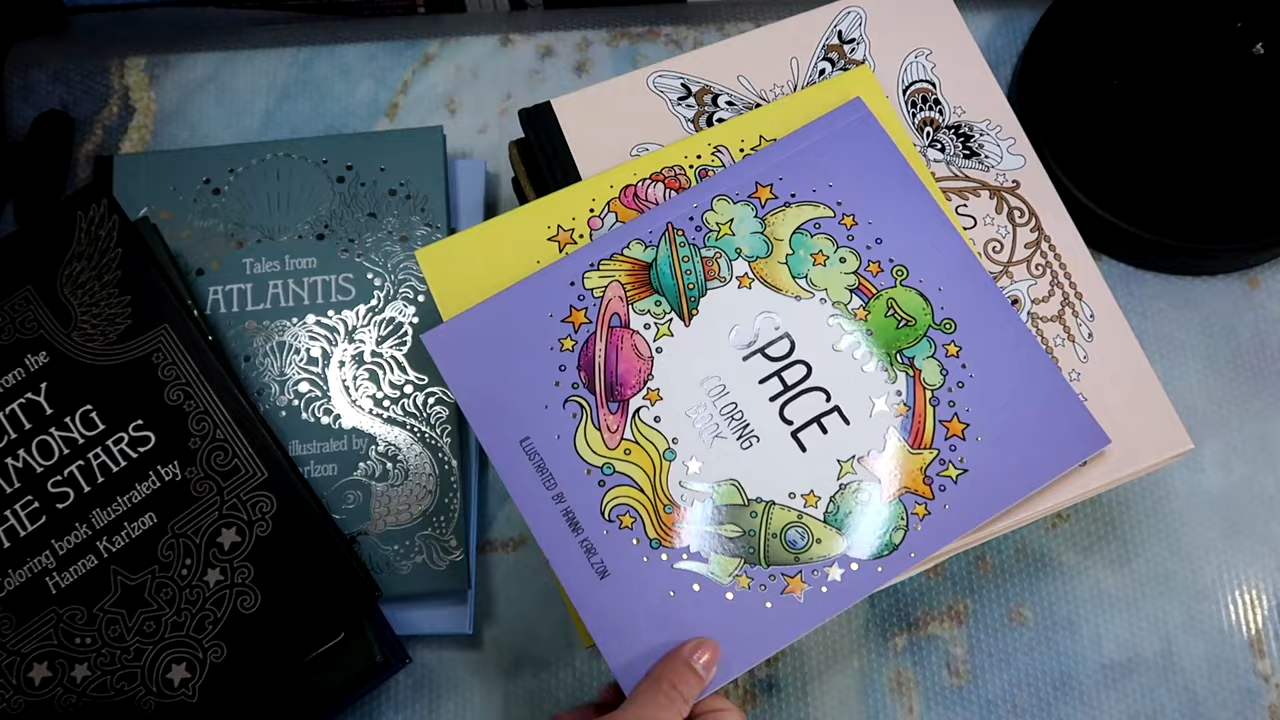 from the
CITY
AMONG
THE STARS
Coloring book illustrated by
Hanna Karlzon
Tales from
ATLANTIS
illustrated by
Karlzon
SPACE
COLORING
BOOK
ILLUSTRATED BY HANNA KARLZON